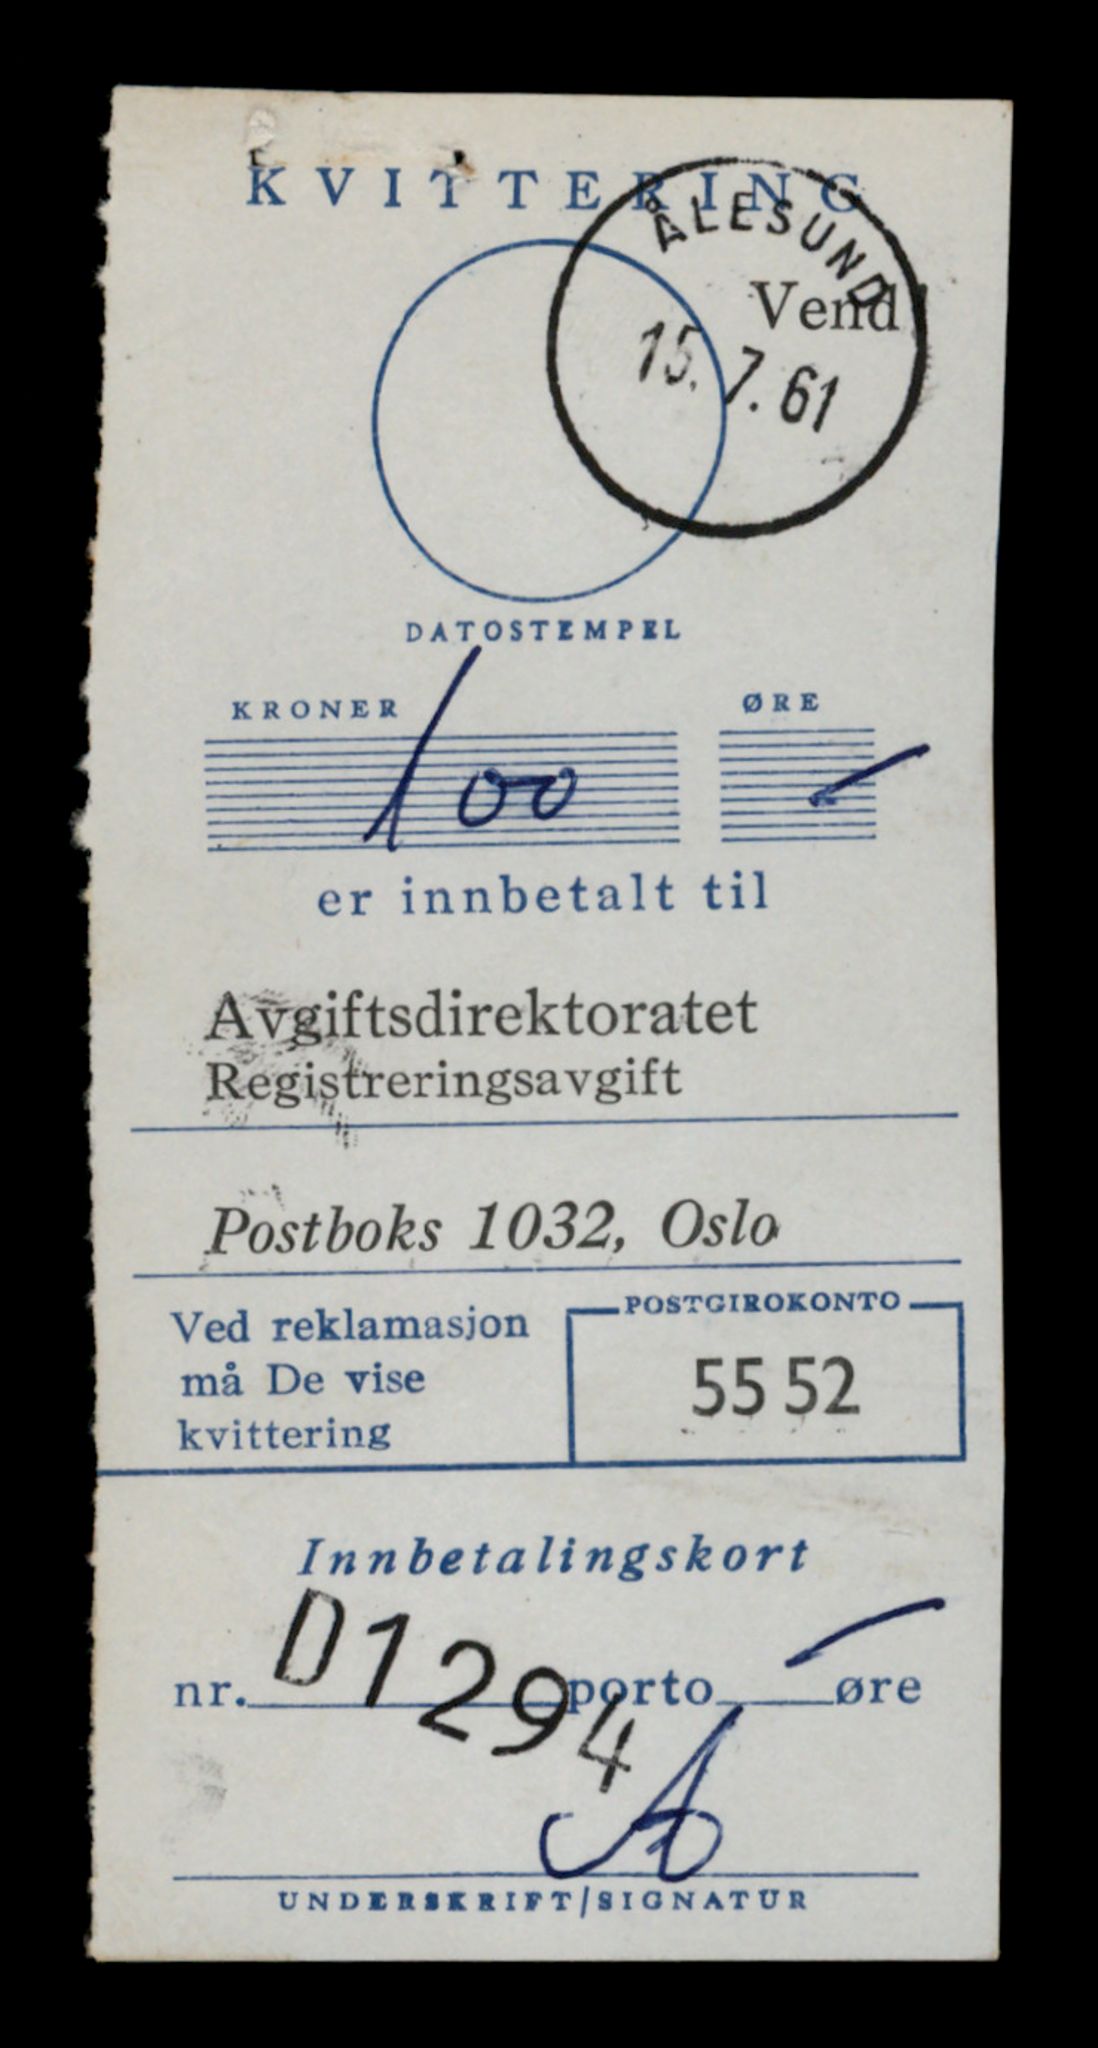 KVITTERING
ÅLESUND
Vend!
15. 7. 61
DATOSTEMPEL
KRONER
ØRE
100
er innbetalt til
Avgiftsdirektoratet
Registreringsavgift
Postboks 1032, Oslo
Ved reklamasjon
må De vise
kvittering
POSTGIROKONTO
55 52
Innbetalingskort
nr. D1294 porto øre
UNDERSKRIFT/SIGNATUR